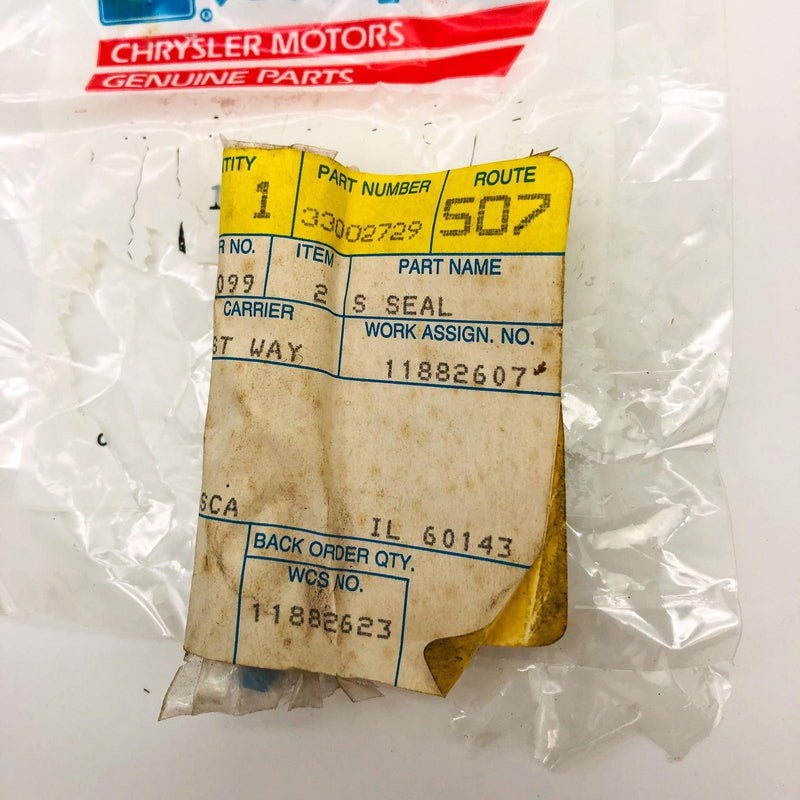 CHRYSLER MOTORS
GENUINE PARTS
TITY PART NUMBER ROUTE
1 33002729 507
R NO. ITEM PART NAME
099 2 S SEAL
CARRIER WORK ASSIGN. NO.
ST WAY 11882607
SCA IL 60143
BACK ORDER QTY.
WCS NO.
11882623